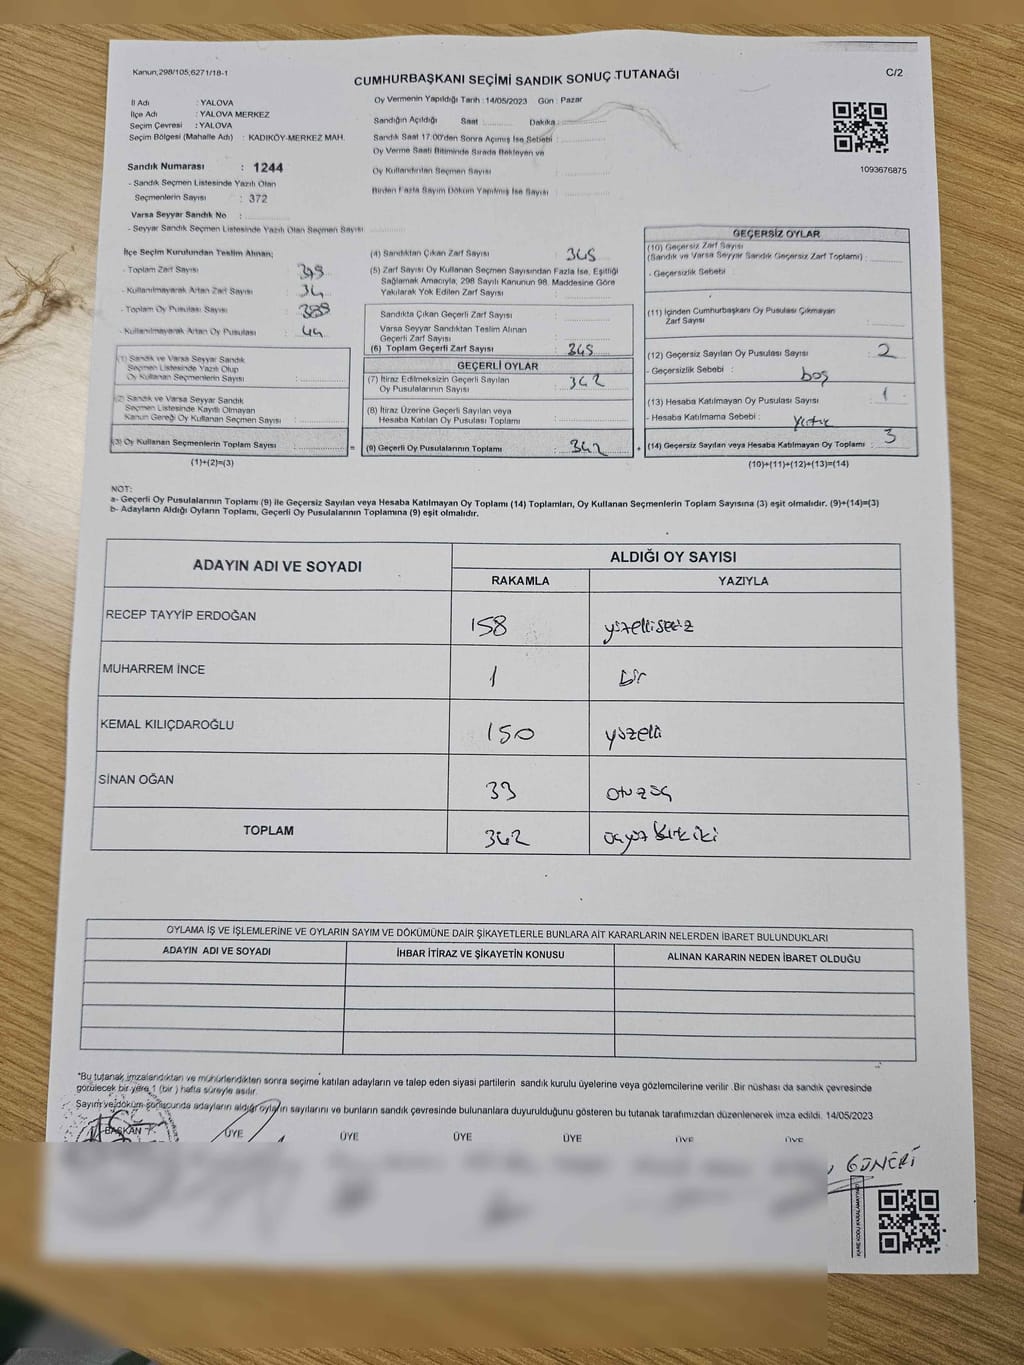 Kanun,298/105,6271/18-1
C/2
CUMHURBAŞKANI SEÇİMİ SANDIK SONUÇ TUTANAĞI
İl Adı : YALOVA
İlçe Adı : YALOVA MERKEZ
Seçim Çevresi : YALOVA
Seçim Bölgesi (Mahalle Adı) : KADIKÖY-MERKEZ MAH.
Oy Vermenin Yapıldığı Tarih : 14/05/2023 Gün : Pazar
Sandığın Açıldığı Saat Dakika
Sandık Saat 17:00'den Sonra Açımış İse Sebebi :
Oy Verme Saati Bitiminde Sırada Bekleyen ve
Oy Kullandırılan Seçmen Sayısı
Birden Fazla Sayım Döküm Yapılmış İse Sayısı
1093676875
Sandık Numarası : 1244
- Sandık Seçmen Listesinde Yazılı Olan
Seçmenlerin Sayısı : 372
Varsa Seyyar Sandık No :
- Seyyar Sandık Seçmen Listesinde Yazılı Olan Seçmen Sayısı
İlçe Seçim Kurulundan Teslim Alınan;
- Toplam Zarf Sayısı
- Kullanılmayarak Artan Zarf Sayısı 34
- Toplam Oy Pusulası Sayısı
- Kullanılmayarak Artan Oy Pusulası 44
(1) Sandık ve Varsa Seyyar Sandık
Seçmen Listesinde Yazılı Olup
Oy Kullanan Seçmenlerin Sayısı
(2) Sandık ve Varsa Seyyar Sandık
Seçmen Listesinde Kayıtlı Olmayan
Kanun Gereği Oy Kullanan Seçmen Sayısı
(3) Oy Kullanan Seçmenlerin Toplam Sayısı
(1)+(2)=(3)
(4) Sandıktan Çıkan Zarf Sayısı 345
(5) Zarf Sayısı Oy Kullanan Seçmen Sayısından Fazla İse, Eşitliği
Sağlamak Amacıyla; 298 Sayılı Kanunun 98. Maddesine Göre
Yakılarak Yok Edilen Zarf Sayısı
Sandıkta Çıkan Geçerli Zarf Sayısı
Varsa Seyyar Sandıktan Teslim Alınan
Geçerli Zarf Sayısı
(6) Toplam Geçerli Zarf Sayısı 345
GEÇERLİ OYLAR
(7) İtiraz Edilmeksizin Geçerli Sayılan
Oy Pusulalarının Sayısı 342
(8) İtiraz Üzerine Geçerli Sayılan veya
Hesaba Katılan Oy Pusulası Toplamı
(9) Geçerli Oy Pusulalarının Toplamı 342
GEÇERSİZ OYLAR
(10) Geçersiz Zarf Sayısı
(Sandık ve Varsa Seyyar Sandık Geçersiz Zarf Toplamı) :
- Geçersizlik Sebebi
(11) İçinden Cumhurbaşkanı Oy Pusulası Çıkmayan
Zarf Sayısı
(12) Geçersiz Sayılan Oy Pusulası Sayısı 2
- Geçersizlik Sebebi : boş
(13) Hesaba Katılmayan Oy Pusulası Sayısı 1
- Hesaba Katılmama Sebebi :
(14) Geçersiz Sayılan veya Hesaba Katılmayan Oy Toplamı 3
(10)+(11)+(12)+(13)=(14)
NOT:
a- Geçerli Oy Pusulalarının Toplamı (9) ile Geçersiz Sayılan veya Hesaba Katılmayan Oy Toplamı (14) Toplamları, Oy Kullanan Seçmenlerin Toplam Sayısına (3) eşit olmalıdır. (9)+(14)=(3)
b- Adayların Aldığı Oyların Toplamı, Geçerli Oy Pusulalarının Toplamına (9) eşit olmalıdır.
ADAYIN ADI VE SOYADI
ALDIĞI OY SAYISI
RAKAMLA YAZIYLA
RECEP TAYYİP ERDOĞAN 158 yüzellisekiz
MUHARREM İNCE 1 bir
KEMAL KILIÇDAROĞLU 150 yüzelli
SİNAN OĞAN 33 otuzüç
TOPLAM 342 üçyüz kırk iki
OYLAMA İŞ VE İŞLEMLERİNE VE OYLARIN SAYIM VE DÖKÜMÜNE DAİR ŞİKAYETLERLE BUNLARA AİT KARARLARIN NELERDEN İBARET BULUNDUKLARI
ADAYIN ADI VE SOYADI İHBAR İTİRAZ VE ŞİKAYETİN KONUSU ALINAN KARARIN NEDEN İBARET OLDUĞU
*Bu tutanak imzalandıktan ve mühürlendikten sonra seçime katılan adayların ve talep eden siyasi partilerin sandık kurulu üyelerine veya gözlemcilerine verilir .Bir nüshası da sandık çevresinde
görülecek bir yere 1 (bir ) hafta süreyle asılır.
Sayım ve döküm sonucunda adayların aldığı oyların sayılarını ve bunların sandık çevresinde bulunanlara duyurulduğunu gösteren bu tutanak tarafımızdan düzenlenerek imza edildi. 14/05/2023
BAŞKAN ÜYE ÜYE ÜYE ÜYE ÜYE ÜYE
GÜNERİ